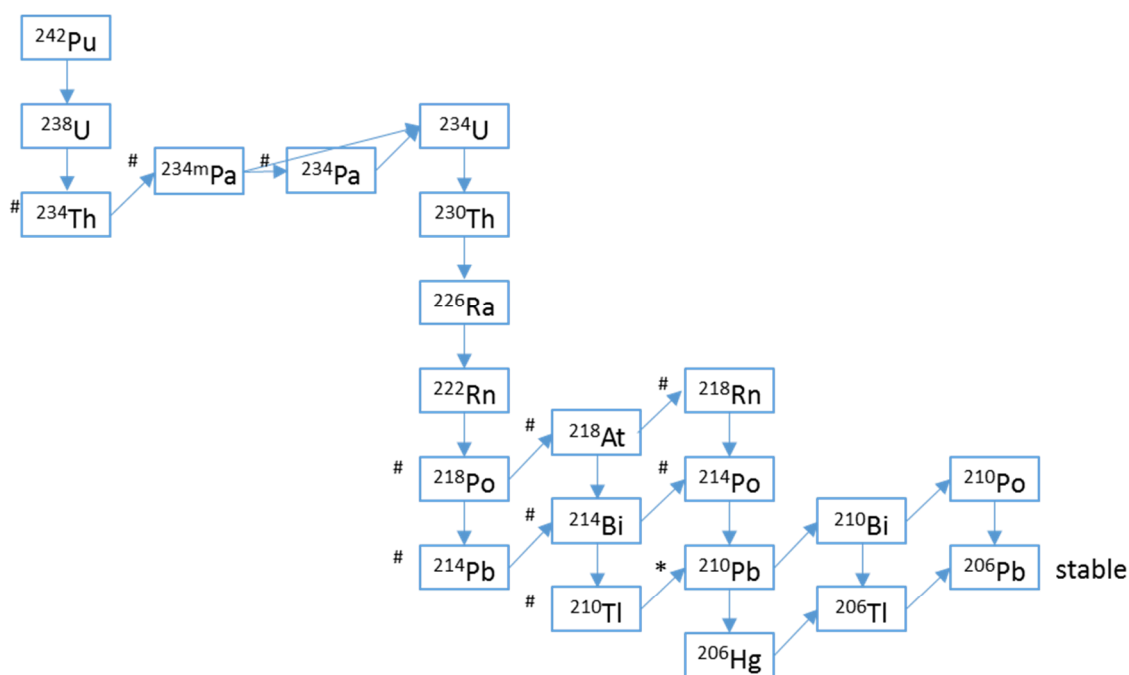 ²⁴²Pu
²³⁸U
²³⁴U
# ²³⁴ᵐPa # ²³⁴Pa
# ²³⁴Th
²³⁰Th
²²⁶Ra
²²²Rn
# ²¹⁸Rn
# ²¹⁸At
# ²¹⁸Po
# ²¹⁴Po
²¹⁰Po
# ²¹⁴Bi
²¹⁰Bi
# ²¹⁴Pb
* ²¹⁰Pb
²⁰⁶Pb stable
# ²¹⁰Tl
²⁰⁶Tl
²⁰⁶Hg